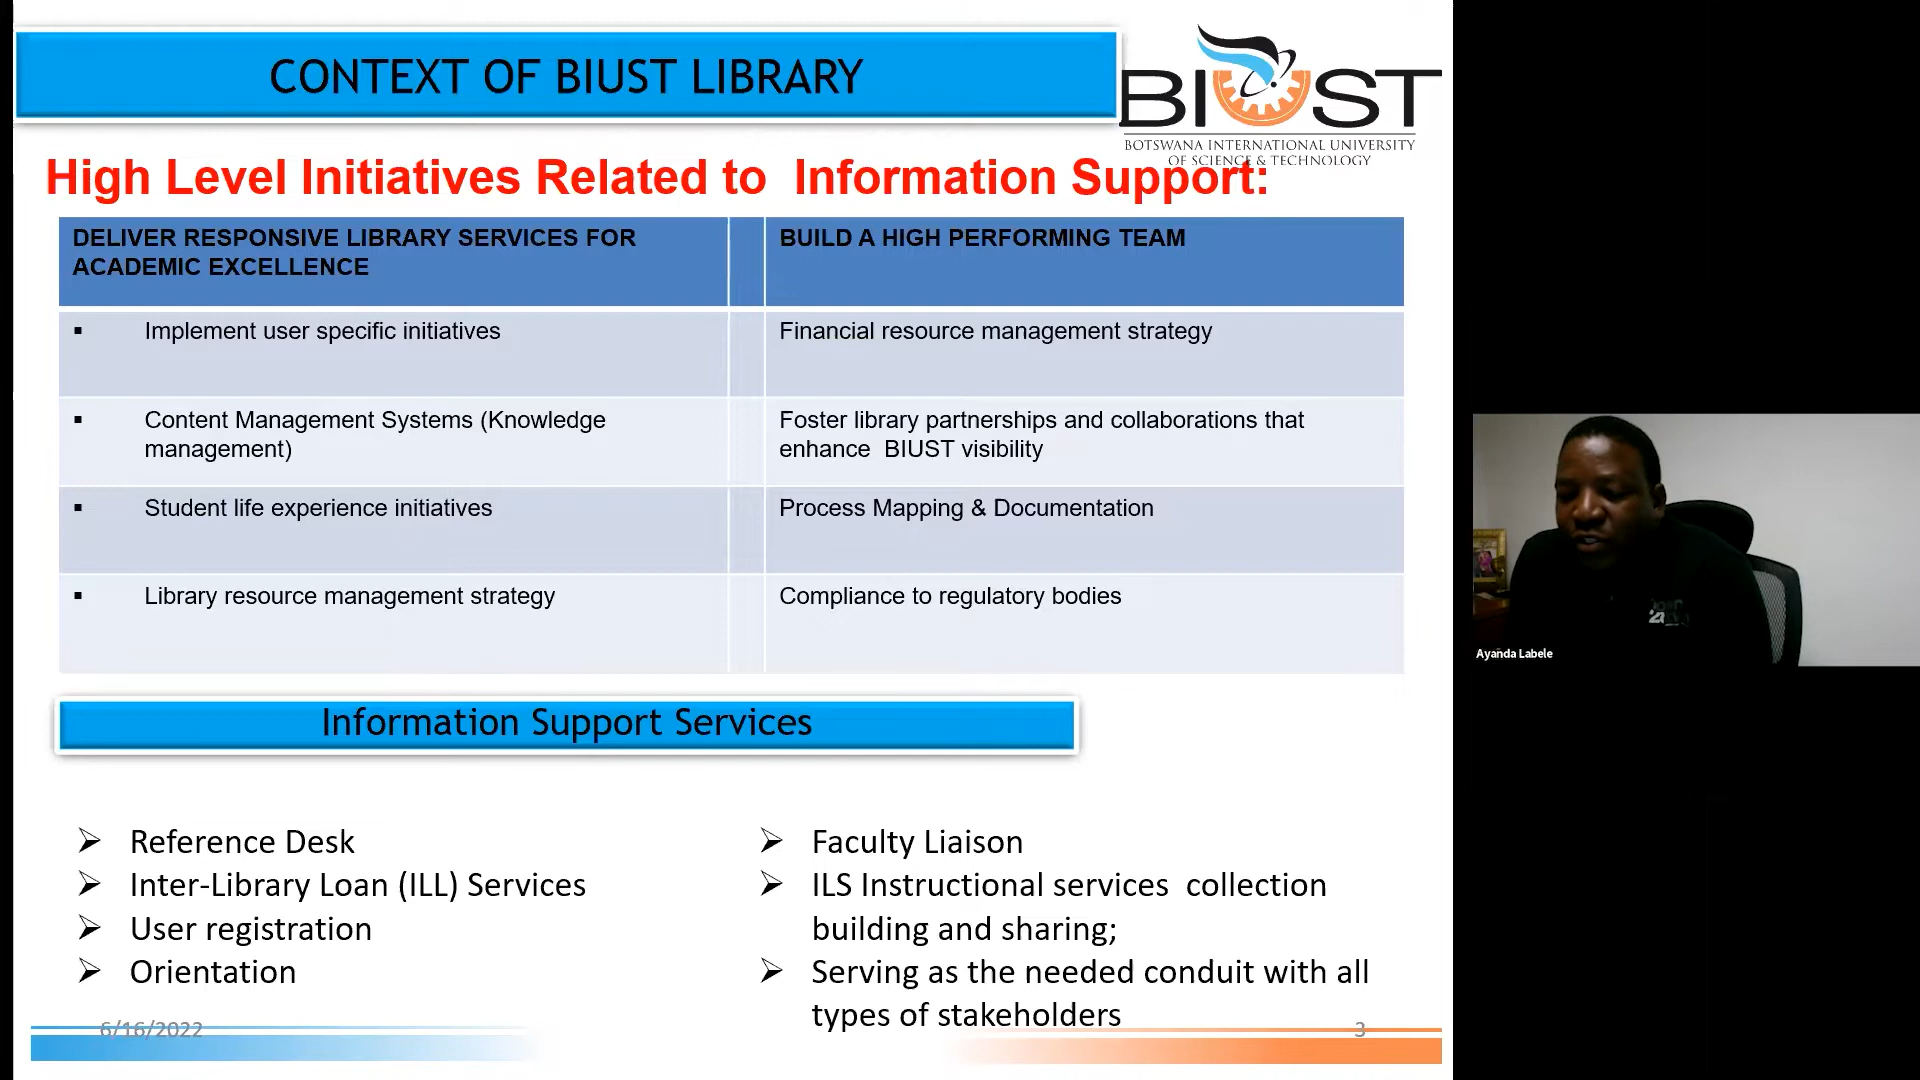 CONTEXT OF BIUST LIBRARY
BIUST
BOTSWANA INTERNATIONAL UNIVERSITY
OF SCIENCE & TECHNOLOGY
High Level Initiatives Related to  Information Support:
DELIVER RESPONSIVE LIBRARY SERVICES FOR
ACADEMIC EXCELLENCE
BUILD A HIGH PERFORMING TEAM
▪ Implement user specific initiatives
Financial resource management strategy
▪ Content Management Systems (Knowledge
management)
Foster library partnerships and collaborations that
enhance  BIUST visibility
▪ Student life experience initiatives
Process Mapping & Documentation
▪ Library resource management strategy
Compliance to regulatory bodies
Information Support Services
➢ Reference Desk
➢ Inter-Library Loan (ILL) Services
➢ User registration
➢ Orientation
➢ Faculty Liaison
➢ ILS Instructional services  collection
building and sharing;
➢ Serving as the needed conduit with all
types of stakeholders
6/16/2022
3
Ayanda Labele